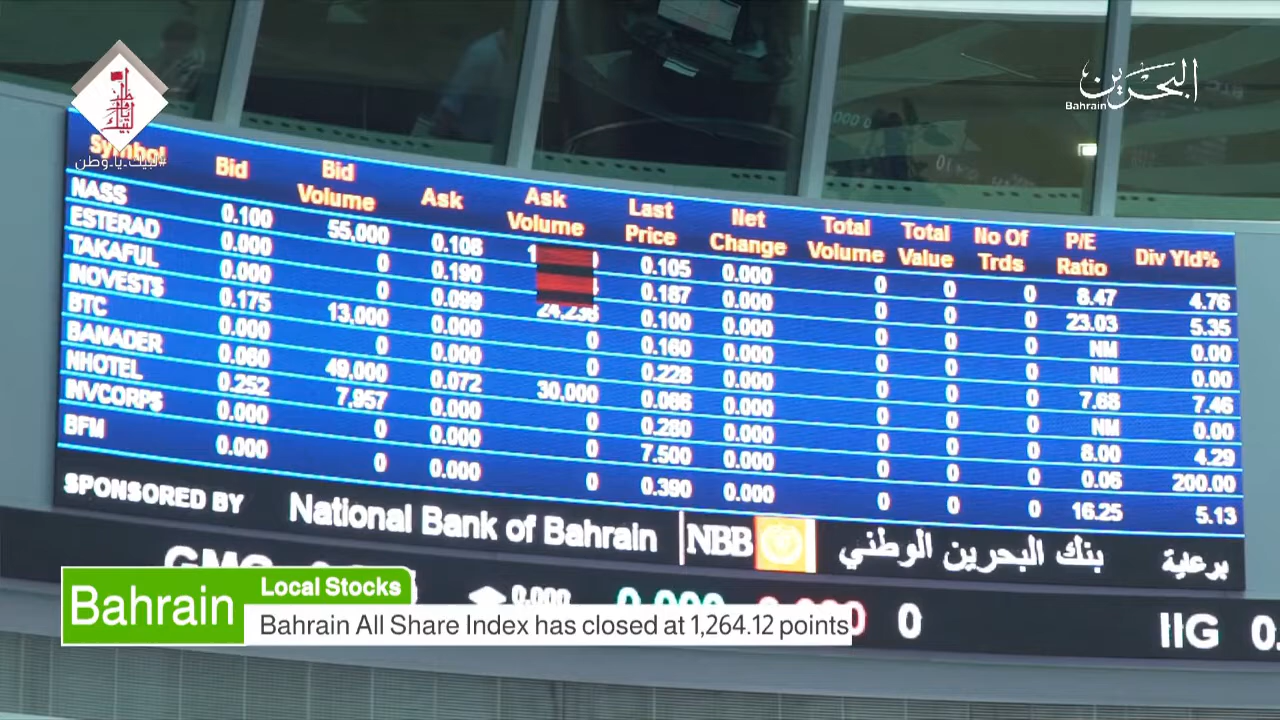 البحرين
Bahrain
#لبيك_يا_وطن
Symbol Bid Bid Volume Ask Ask Volume Last Price Net Change Total Volume Total Value No Of Trds P/E Ratio Div Yld%
NASS 0.100 55,000 0.106 0.105 0.000 0 0 0 8.47 4.76
ESTERAD 0.000 0 0.190 0.187 0.000 0 0 0 23.03 5.35
TAKAFUL 0.000 0 0.099 0.100 0.000 0 0 0 NM 0.00
INOVEST$ 0.175 13,000 0.000 0 0.160 0.000 0 0 0 NM 0.00
BTC 0.000 0 0.000 0 0.228 0.000 0 0 0 7.68 7.46
BANADER 0.060 49,000 0.072 30,000 0.066 0.000 0 0 0 NM 0.00
NHOTEL 0.252 7,957 0.000 0 0.280 0.000 0 0 0 8.00 4.29
INVCORP$ 0.000 0 0.000 0 7.500 0.000 0 0 0 0.06 200.00
BFM 0.000 0 0.000 0 0.390 0.000 0 0 0 16.25 5.13
SPONSORED BY National Bank of Bahrain NBB بنك البحرين الوطني برعاية
0.000 0 IIG 0.
Bahrain
Local Stocks
Bahrain All Share Index has closed at 1,264.12 points